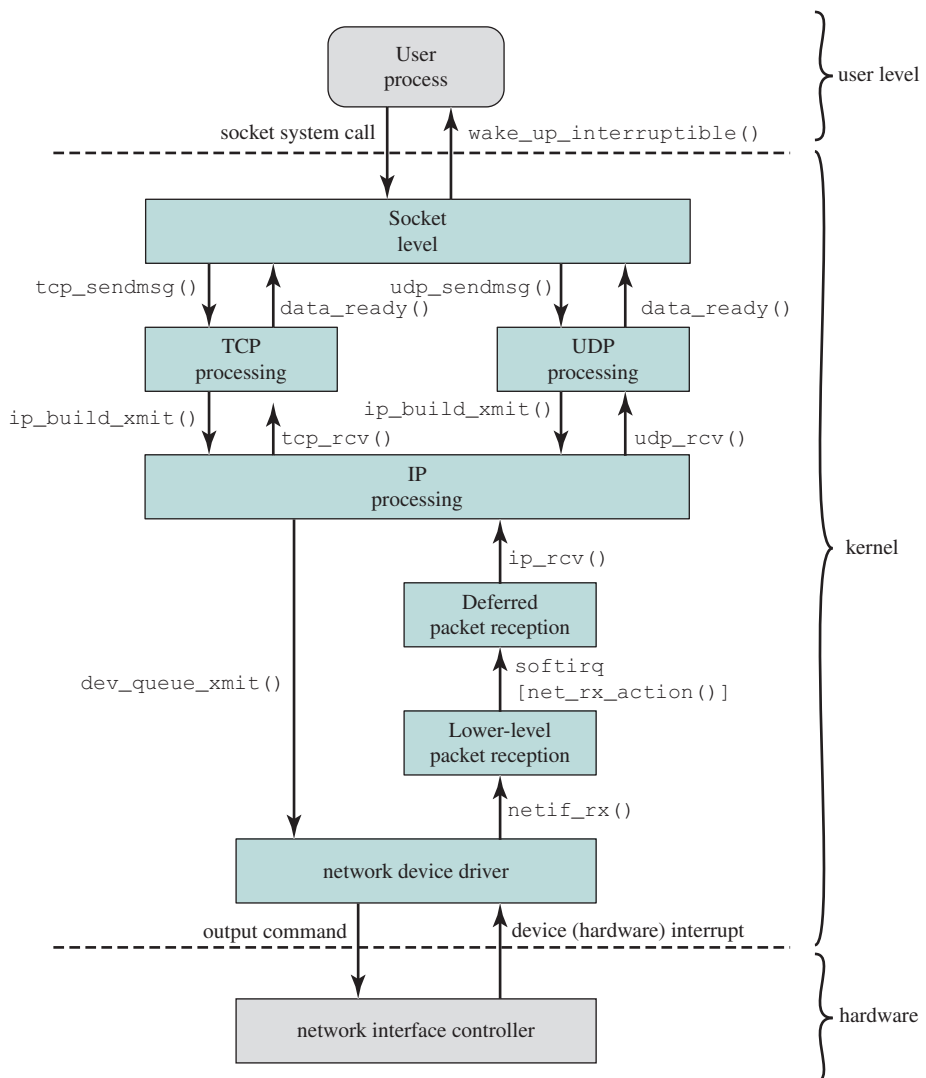 User
process
user level
socket system call
wake_up_interruptible()
Socket
level
tcp_sendmsg()
data_ready()
udp_sendmsg()
data_ready()
TCP
processing
UDP
processing
ip_build_xmit()
tcp_rcv()
ip_build_xmit()
udp_rcv()
IP
processing
kernel
ip_rcv()
Deferred
packet reception
softirq
[net_rx_action()]
dev_queue_xmit()
Lower-level
packet reception
netif_rx()
network device driver
output command
device (hardware) interrupt
hardware
network interface controller